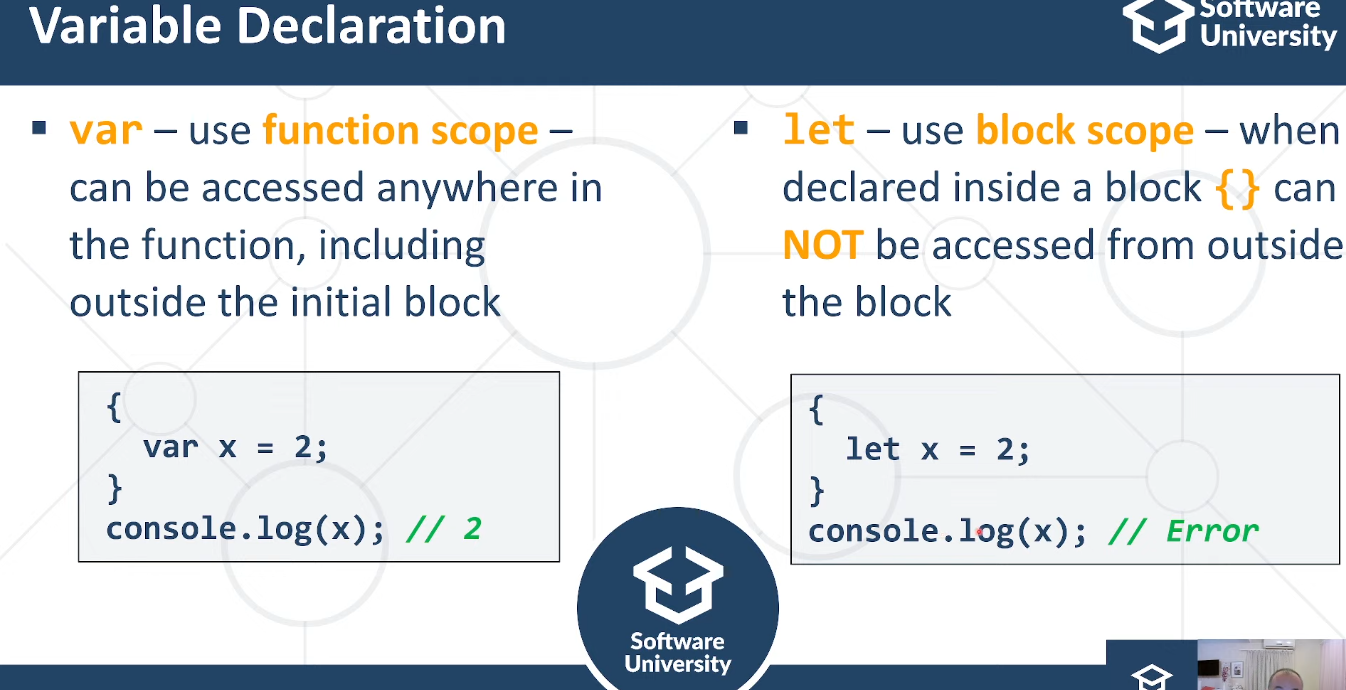 Variable Declaration
Software
University
▪ var – use function scope –
can be accessed anywhere in
the function, including
outside the initial block
▪ let – use block scope – when
declared inside a block {} can
NOT be accessed from outside
the block
{
  var x = 2;
}
console.log(x); // 2
{
  let x = 2;
}
console.log(x); // Error
Software
University